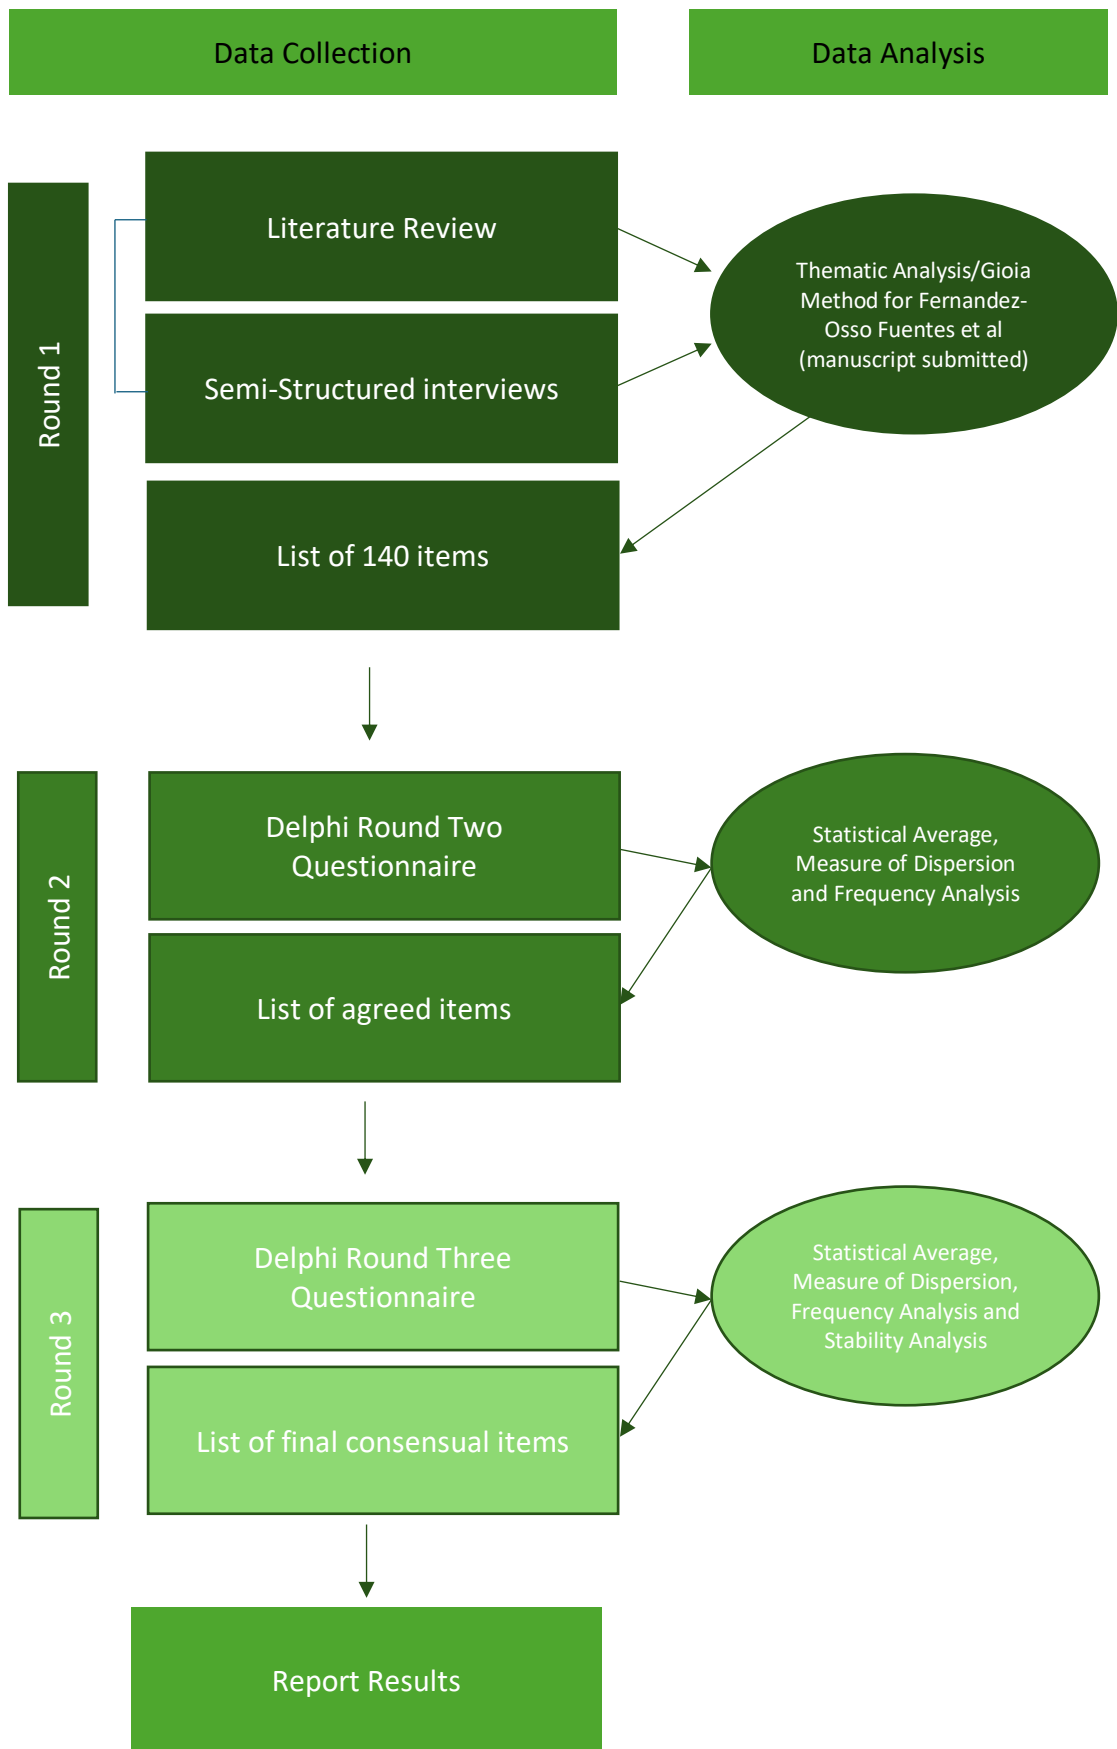 Data Collection
Data Analysis
Round 1
Literature Review
Semi-Structured interviews
Thematic Analysis/Gioia
Method for Fernandez-
Osso Fuentes et al
(manuscript submitted)
List of 140 items
Round 2
Delphi Round Two
Questionnaire
Statistical Average,
Measure of Dispersion
and Frequency Analysis
List of agreed items
Round 3
Delphi Round Three
Questionnaire
Statistical Average,
Measure of Dispersion,
Frequency Analysis and
Stability Analysis
List of final consensual items
Report Results